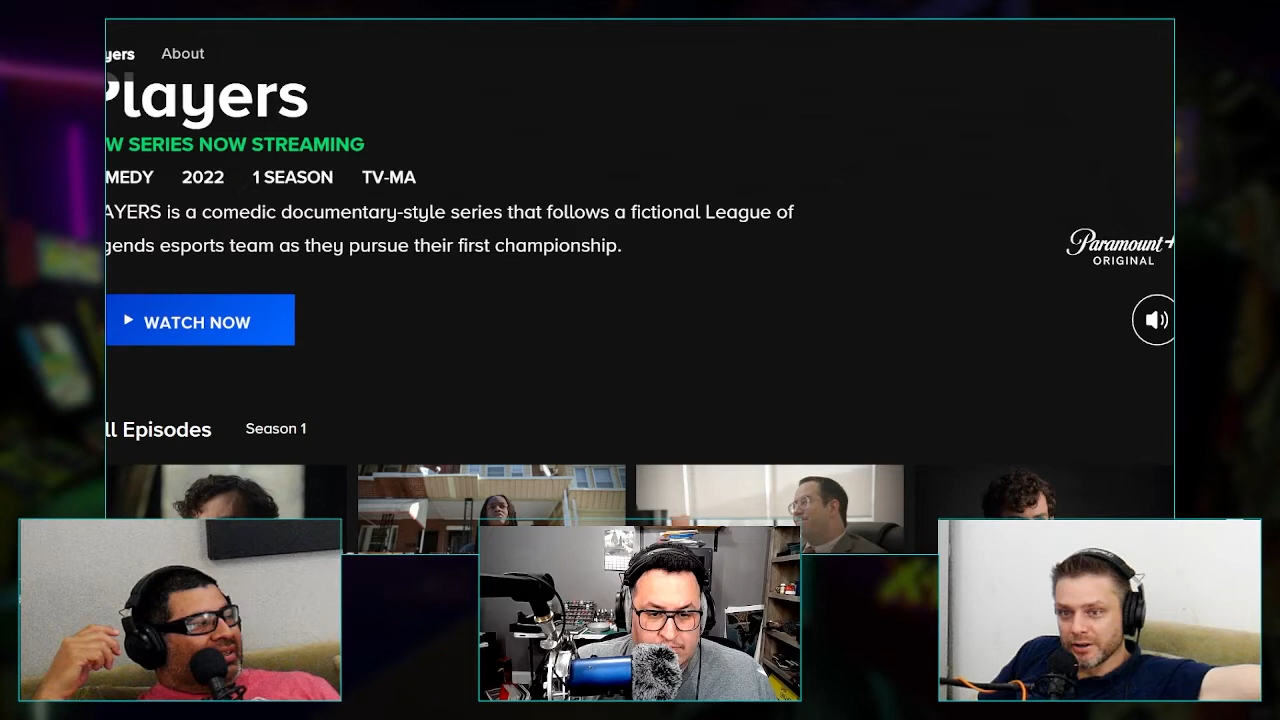 yers About
Players
W SERIES NOW STREAMING
MEDY 2022 1 SEASON TV-MA
AYERS is a comedic documentary-style series that follows a fictional League of
gends esports team as they pursue their first championship.
Paramount+
ORIGINAL
WATCH NOW
ll Episodes Season 1